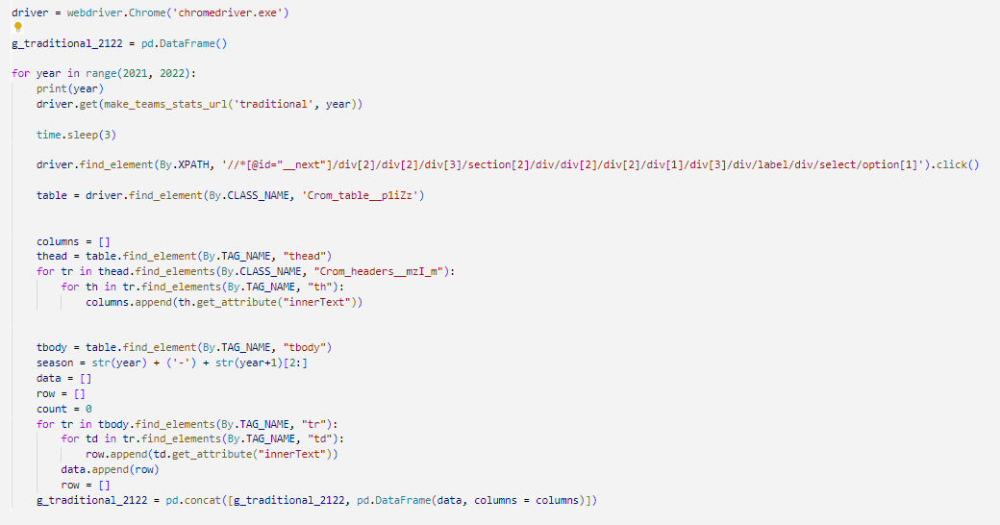 driver = webdriver.Chrome('chromedriver.exe')
g_traditional_2122 = pd.DataFrame()
for year in range(2021, 2022):
    print(year)
    driver.get(make_teams_stats_url('traditional', year))
    time.sleep(3)
    driver.find_element(By.XPATH, '//*[@id="__next"]/div[2]/div[2]/div[3]/section[2]/div/div[2]/div[2]/div[1]/div[3]/div/label/div/select/option[1]').click()
    table = driver.find_element(By.CLASS_NAME, 'Crom_table__p1iZz')
    columns = []
    thead = table.find_element(By.TAG_NAME, "thead")
    for tr in thead.find_elements(By.CLASS_NAME, "Crom_headers__mzI_m"):
        for th in tr.find_elements(By.TAG_NAME, "th"):
            columns.append(th.get_attribute("innerText"))
    tbody = table.find_element(By.TAG_NAME, "tbody")
    season = str(year) + ('-') + str(year+1)[2:]
    data = []
    row = []
    count = 0
    for tr in tbody.find_elements(By.TAG_NAME, "tr"):
        for td in tr.find_elements(By.TAG_NAME, "td"):
            row.append(td.get_attribute("innerText"))
        data.append(row)
        row = []
    g_traditional_2122 = pd.concat([g_traditional_2122, pd.DataFrame(data, columns = columns)])